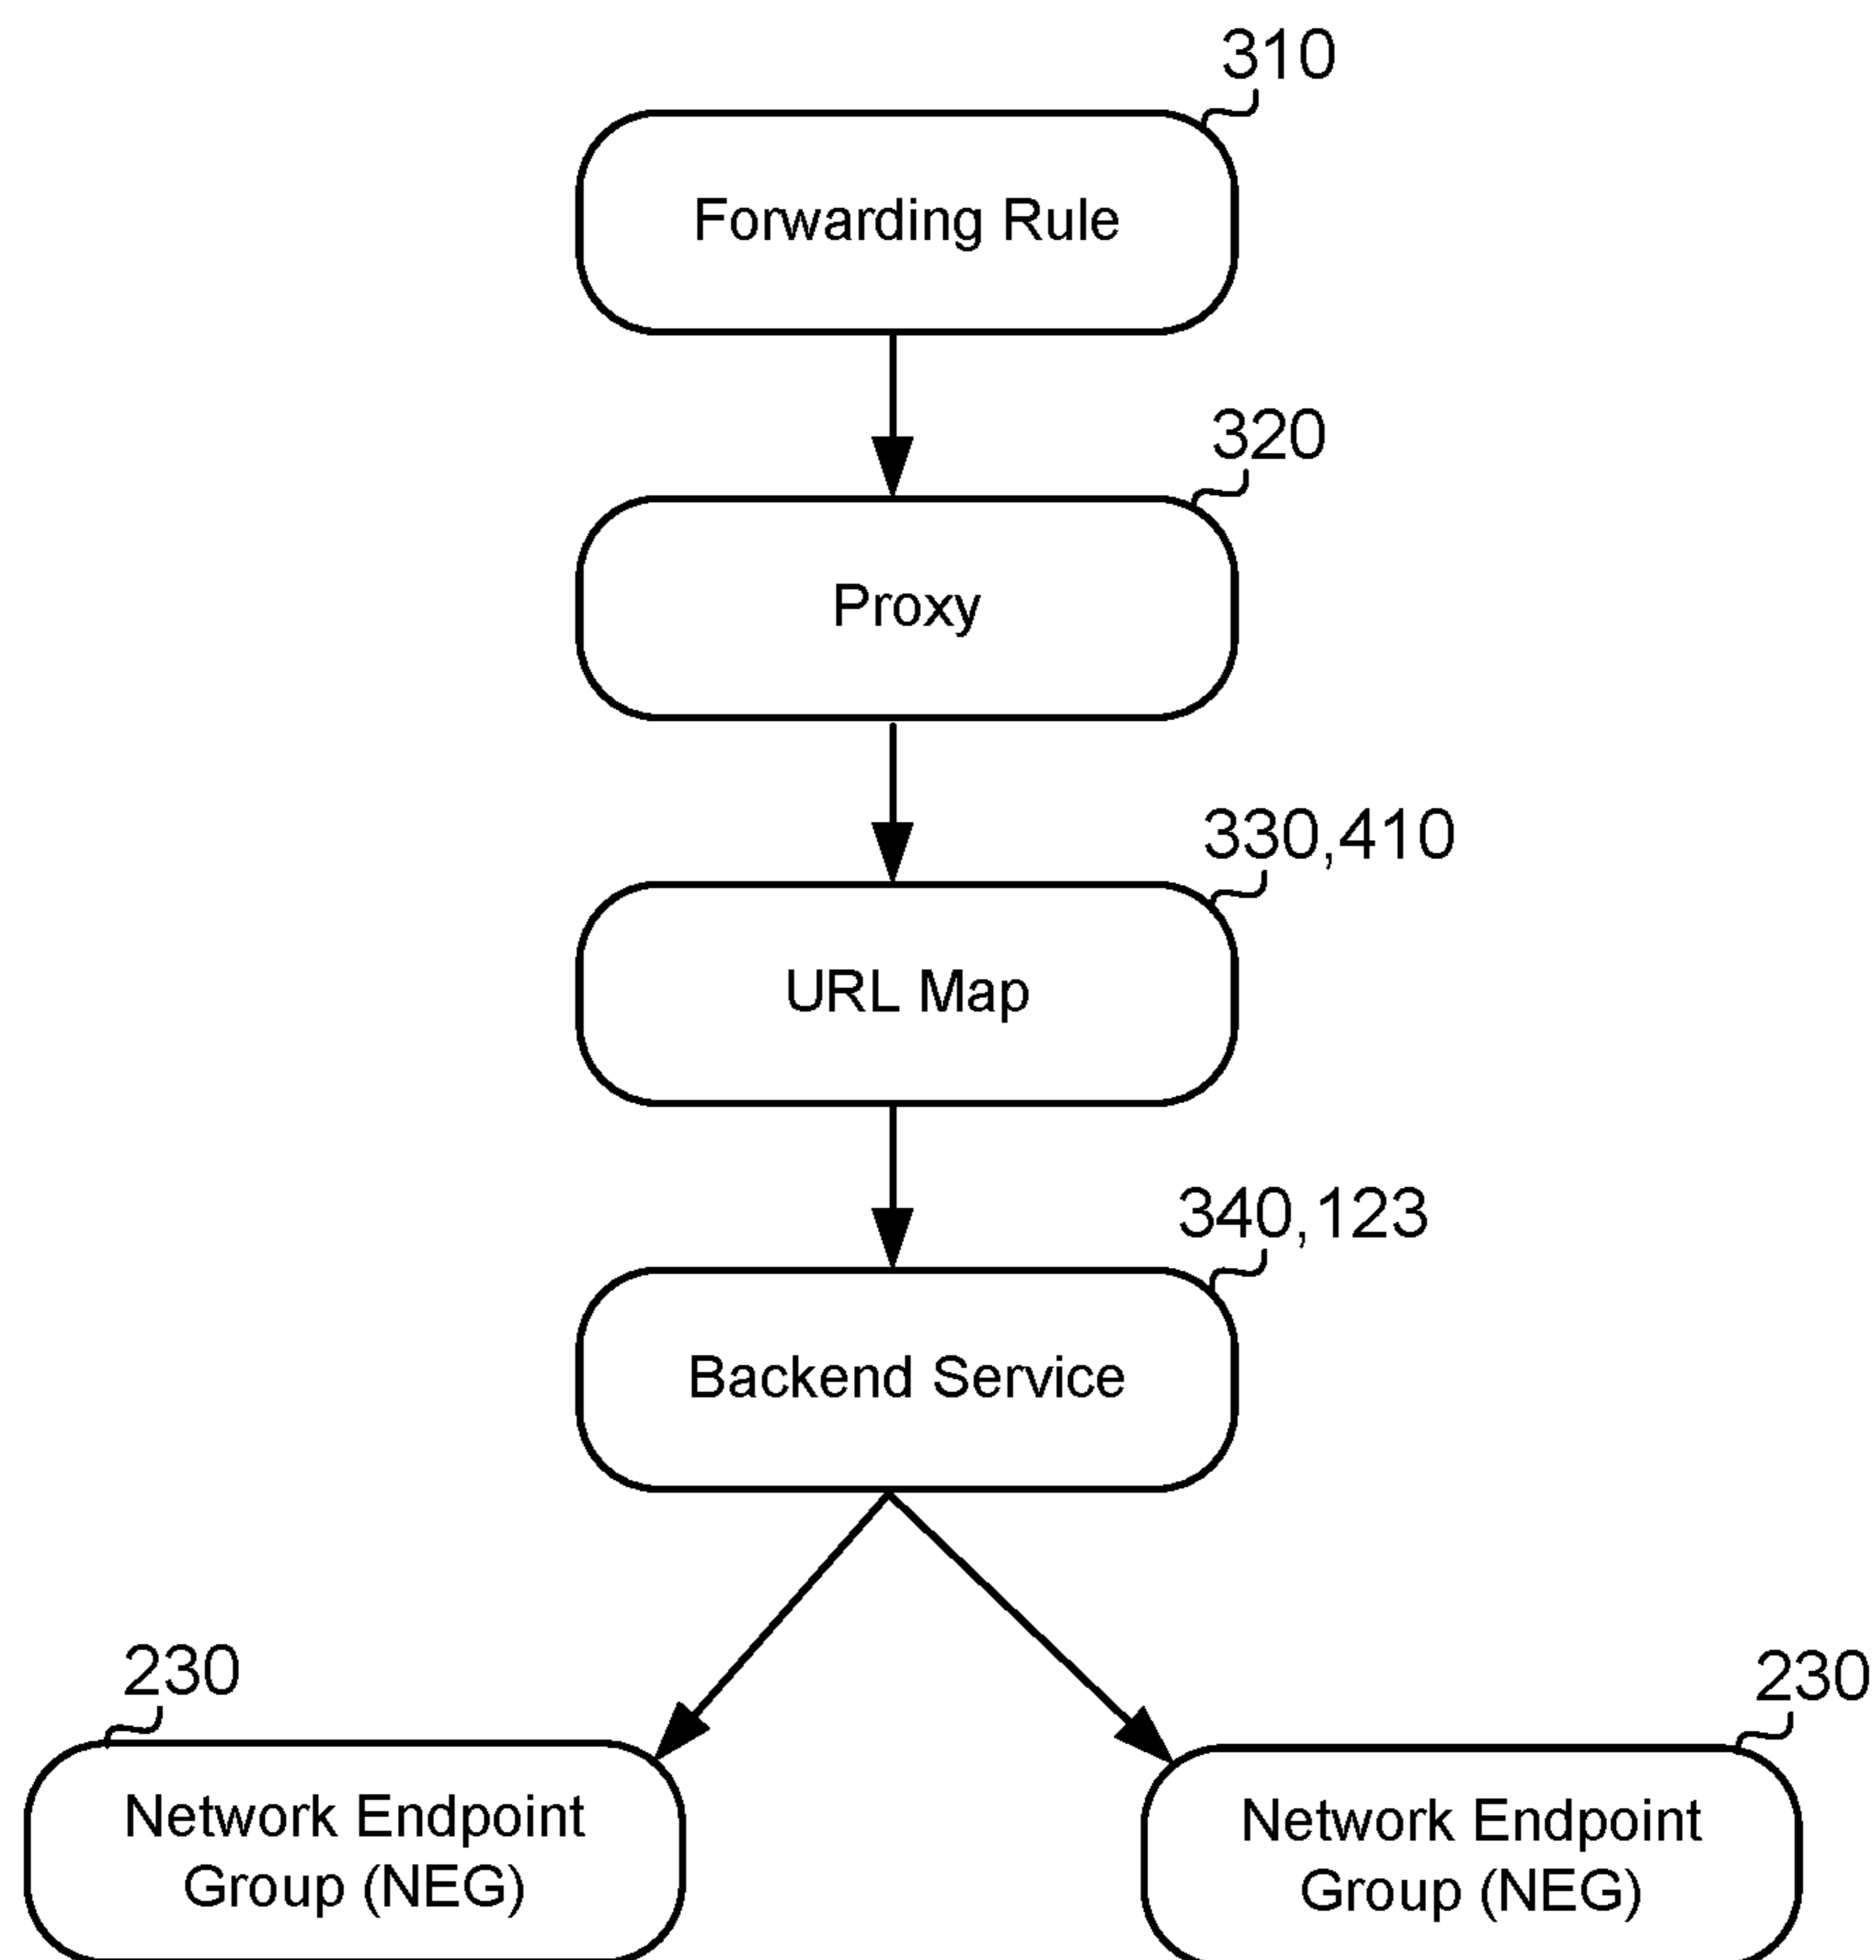 310
Forwarding Rule
320
Proxy
330,410
URL Map
340,123
Backend Service
230
Network Endpoint
Group (NEG)
230
Network Endpoint
Group (NEG)